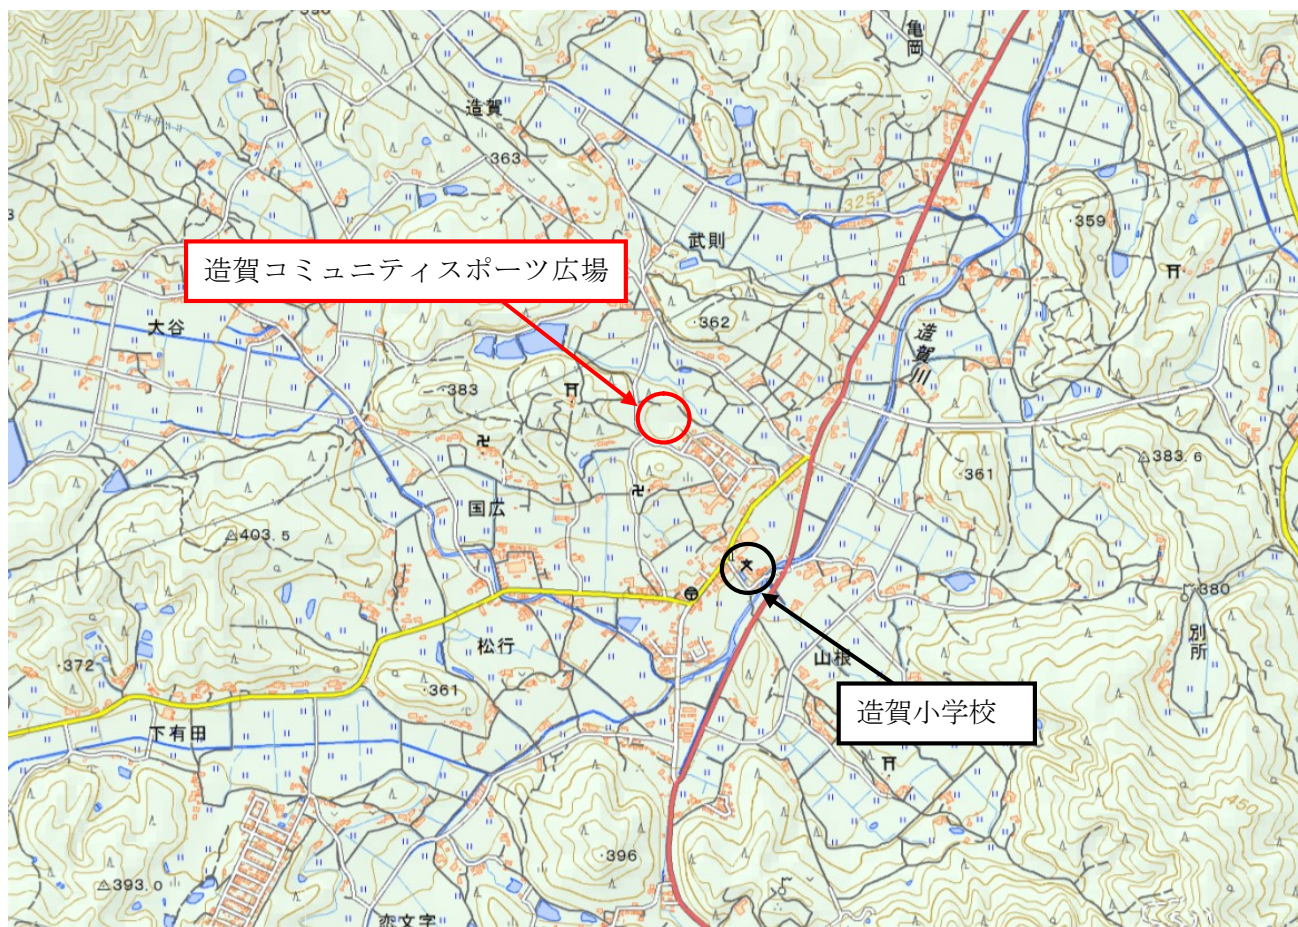 亀岡
造賀
363
325
359
武則
造賀コミュニティスポーツ広場
362
大谷
造賀川
383
383.6
361
国広
403.5
380
別所
松行
山根
372
361
造賀小学校
下有田
450
396
393.0
恋文字